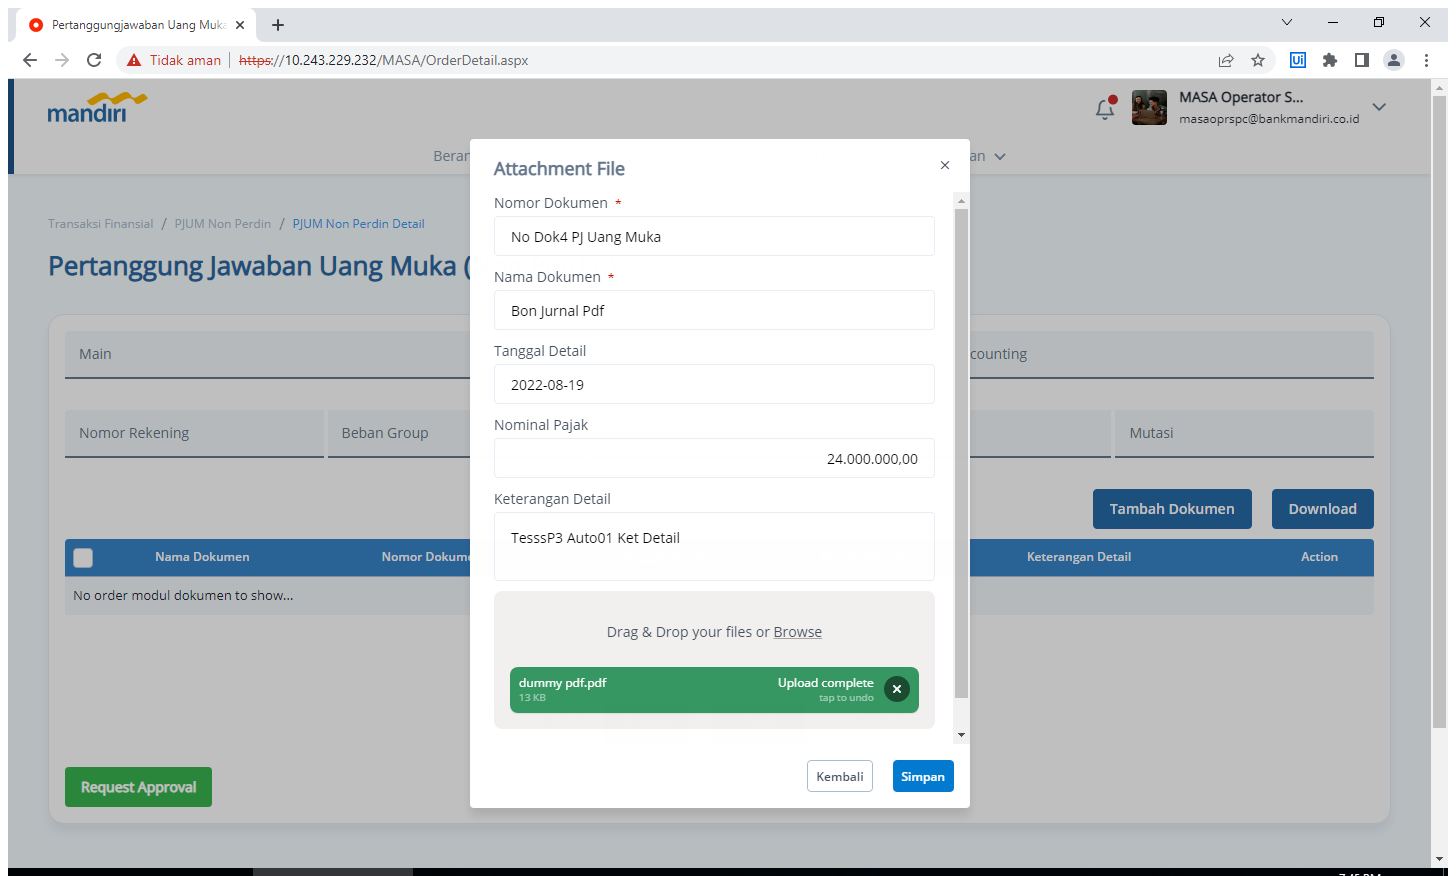 Pertanggungjawaban Uang Muka
Tidak aman
https://10.243.229.232/MASA/OrderDetail.aspx
Ui
mandiri
MASA Operator S...
masaoprspc@bankmandiri.co.id
Attachment File
Nomor Dokumen *
No Dok4 PJ Uang Muka
Nama Dokumen *
Bon Jurnal Pdf
Tanggal Detail
2022-08-19
Nominal Pajak
24.000.000,00
Keterangan Detail
TesssP3 Auto01 Ket Detail
Drag & Drop your files or Browse
dummy pdf.pdf
13 KB
Upload complete
tap to undo
Kembali
Simpan
Transaksi Finansial / PJUM Non Perdin / PJUM Non Perdin Detail
Pertanggung Jawaban Uang Muka (
Main
counting
Nomor Rekening
Beban Group
Mutasi
Tambah Dokumen
Download
Nama Dokumen
Nomor Dokume
Keterangan Detail
Action
No order modul dokumen to show...
Request Approval